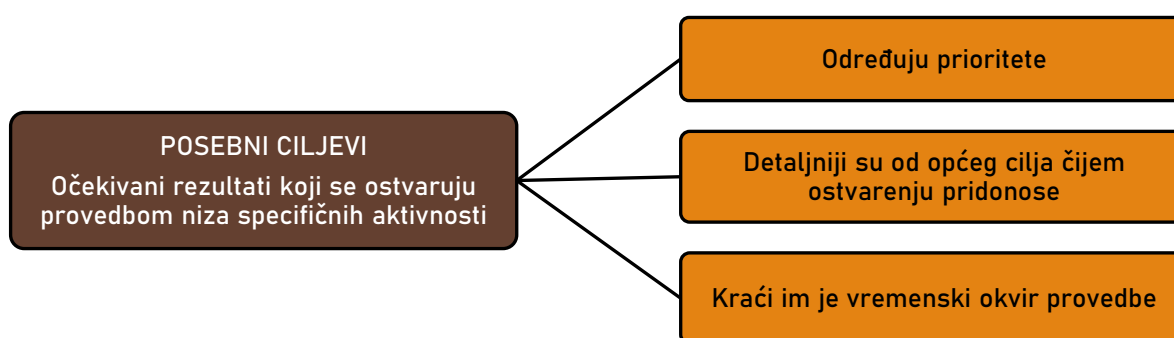 POSEBNI CILJEVI
Očekivani rezultati koji se ostvaruju
provedbom niza specifičnih aktivnosti
Određuju prioritete
Detaljniji su od općeg cilja čijem
ostvarenju pridonose
Kraći im je vremenski okvir provedbe